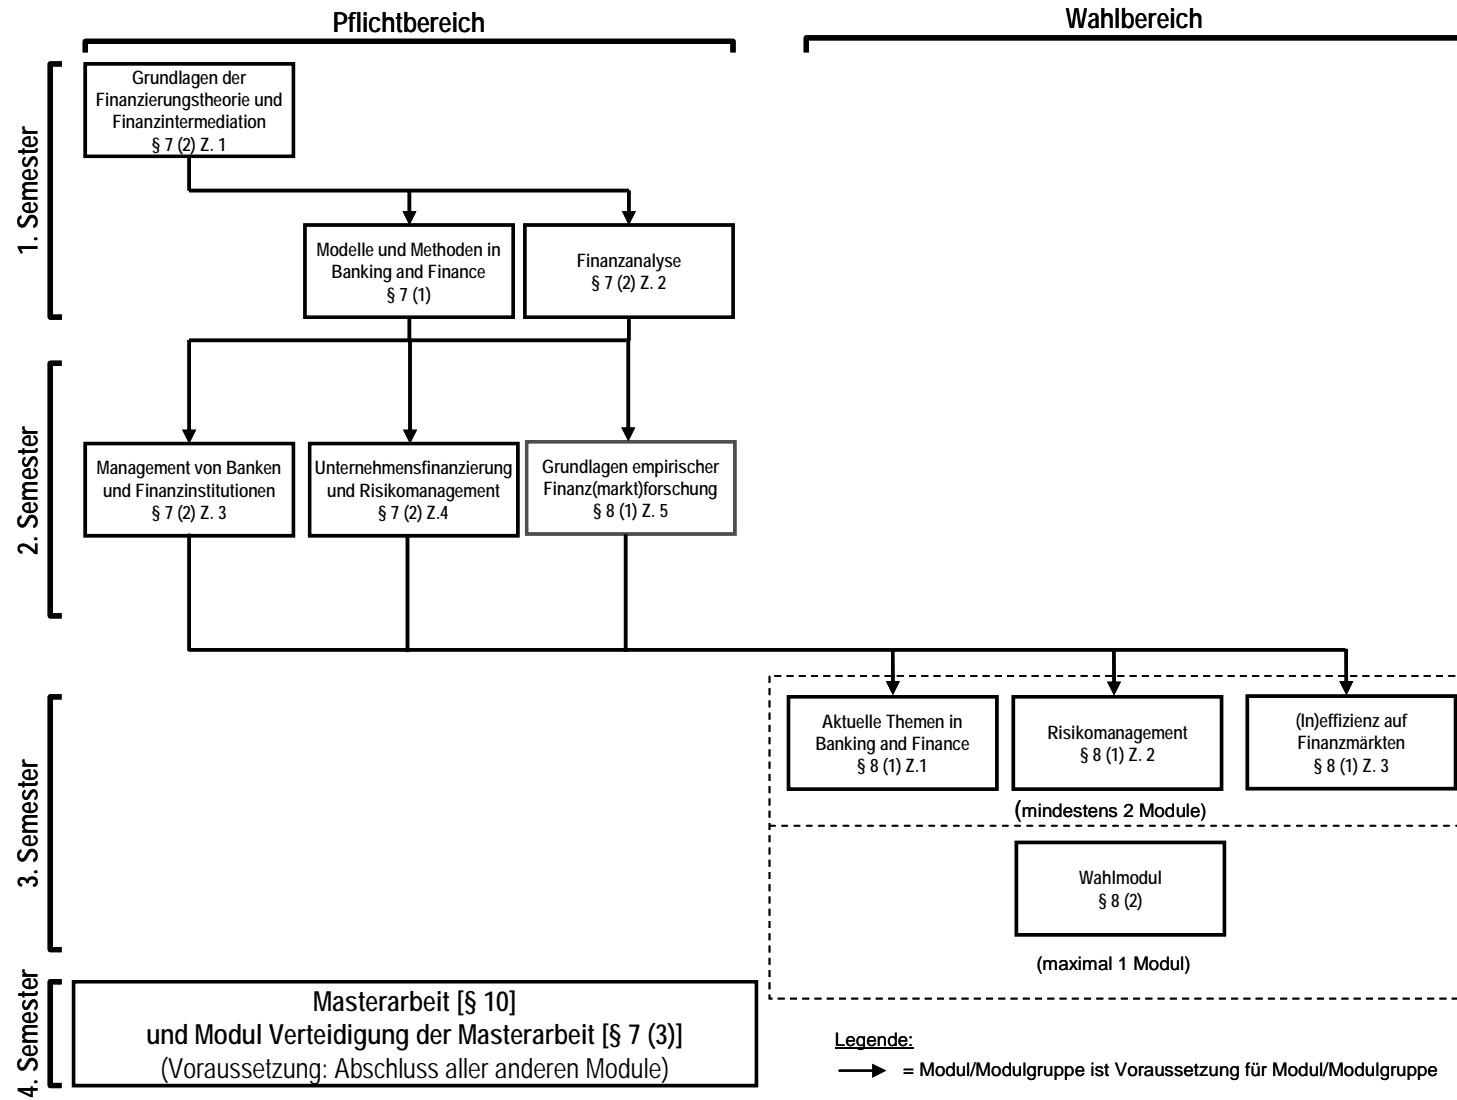 Pflichtbereich
Wahlbereich
1. Semester
Grundlagen der
Finanzierungstheorie und
Finanzintermediation
§ 7 (2) Z. 1
Modelle und Methoden in
Banking and Finance
§ 7 (1)
Finanzanalyse
§ 7 (2) Z. 2
2. Semester
Management von Banken
und Finanzinstitutionen
§ 7 (2) Z. 3
Unternehmensfinanzierung
und Risikomanagement
§ 7 (2) Z.4
Grundlagen empirischer
Finanz(markt)forschung
§ 8 (1) Z. 5
3. Semester
Aktuelle Themen in
Banking and Finance
§ 8 (1) Z.1
Risikomanagement
§ 8 (1) Z. 2
(In)effizienz auf
Finanzmärkten
§ 8 (1) Z. 3
(mindestens 2 Module)
Wahlmodul
§ 8 (2)
(maximal 1 Modul)
4. Semester
Masterarbeit [§ 10]
und Modul Verteidigung der Masterarbeit [§ 7 (3)]
(Voraussetzung: Abschluss aller anderen Module)
Legende:
= Modul/Modulgruppe ist Voraussetzung für Modul/Modulgruppe